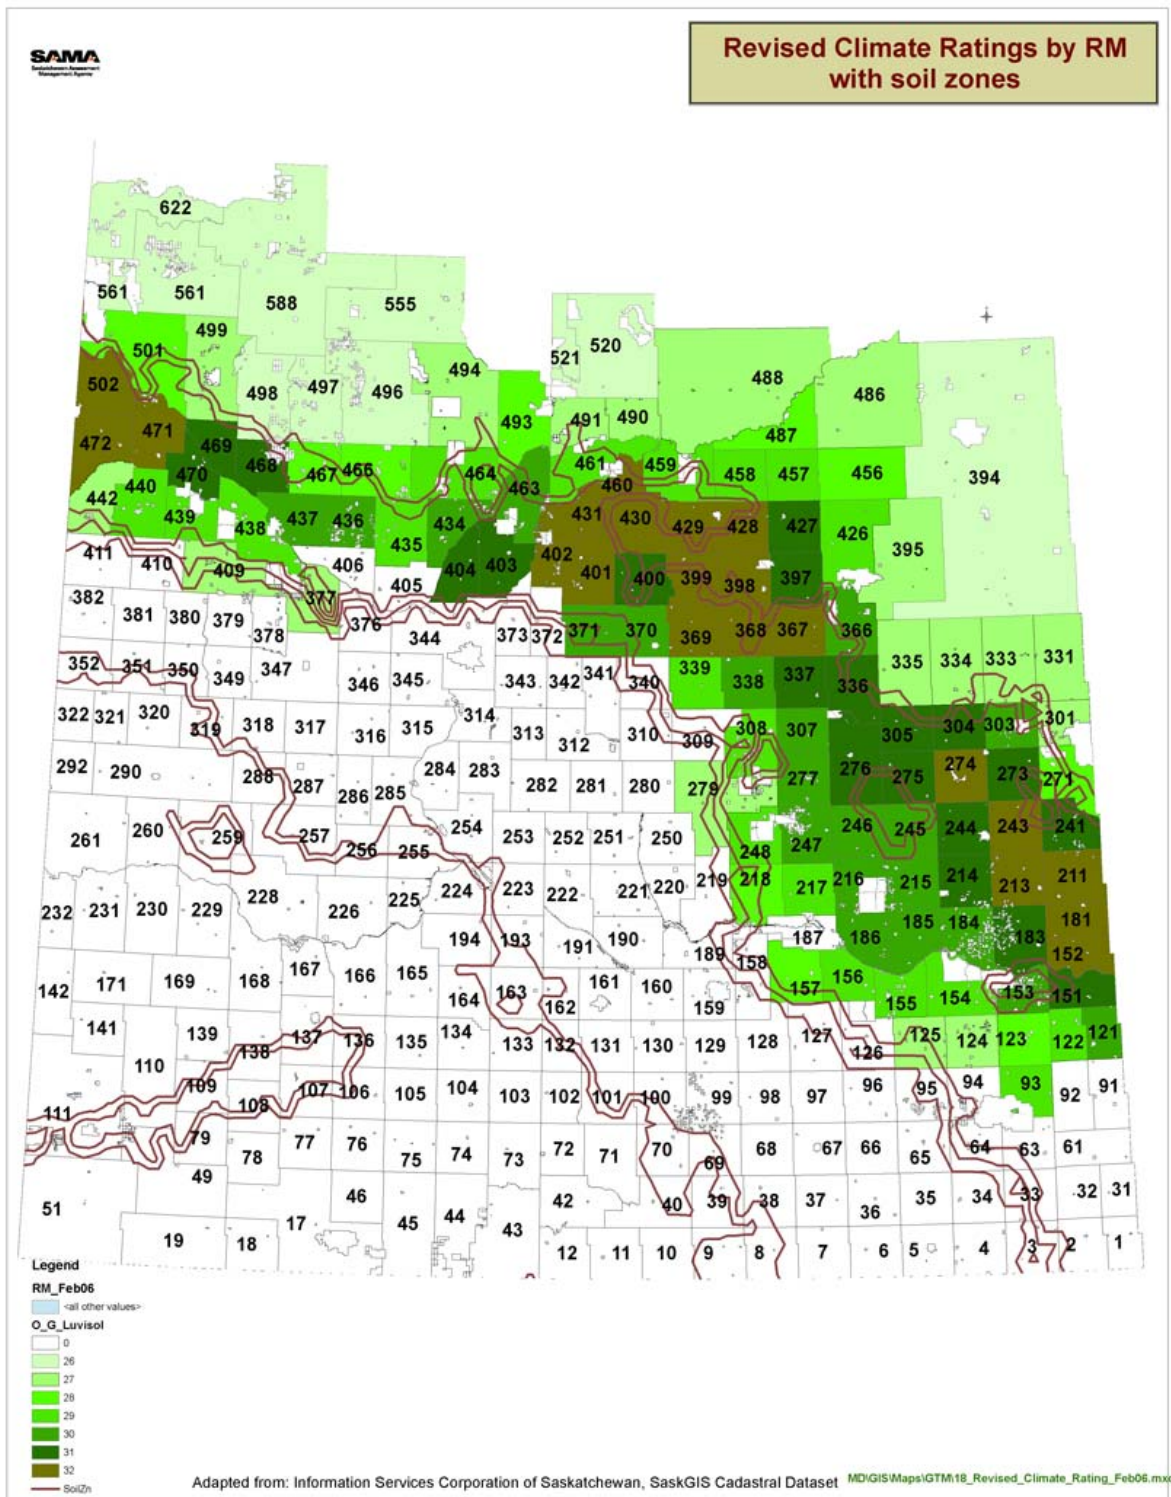 SAMA
Saskatchewan Assessment
Management Agency
Revised Climate Ratings by RM
with soil zones
622
561 561 588 555
499
501 521 520
502 498 497 496 494 488 486
493 491 490
472 471 469 487
468 467 466 464 461 459 458 457 456 394
470 463 460
442 440
439 438 437 436 434 431 430 429 428 427 426
435 395
411 410 409 406 405 404 403 402 401 400 399 398 397
382 377
381 380 379 378 376 344 373 372 371 370 369 368 367 366
352 351 350 349 347 346 345 343 342 341 340 339 338 337 336 335 334 333 331
322 321 320 319 318 317 316 315 314 313 312 310 309 308 307 305 304 303 301
292 290 288 287 286 285 284 283 282 281 280 279 277 276 275 274 273 271
261 260 259 257 256 255 254 253 252 251 250 248 247 246 245 244 243 241
232 231 230 229 228 226 225 224 223 222 221 220 219 218 217 216 215 214 213 211
194 193 191 190 189 187 186 185 184 183 181
142 171 169 168 167 166 165 164 163 162 161 160 159 158 157 156 155 154 153 152 151
141 139 138 137 136 135 134 133 132 131 130 129 128 127 126 125 124 123 122 121
111 110 109 108 107 106 105 104 103 102 101 100 99 98 97 96 95 94 93 92 91
79 78 77 76 75 74 73 72 71 70 69 68 67 66 65 64 63 61
51 49 46 45 44 43 42 40 39 38 37 36 35 34 33 32 31
19 18 17 12 11 10 9 8 7 6 5 4 3 2 1
Legend
RM_Feb06
<all other values>
O_G_Luvisol
0
26
27
28
29
30
31
32
SoilZn
Adapted from: Information Services Corporation of Saskatchewan, SaskGIS Cadastral Dataset
MD\GIS\Maps\GTM\18_Revised_Climate_Rating_Feb06.mxd